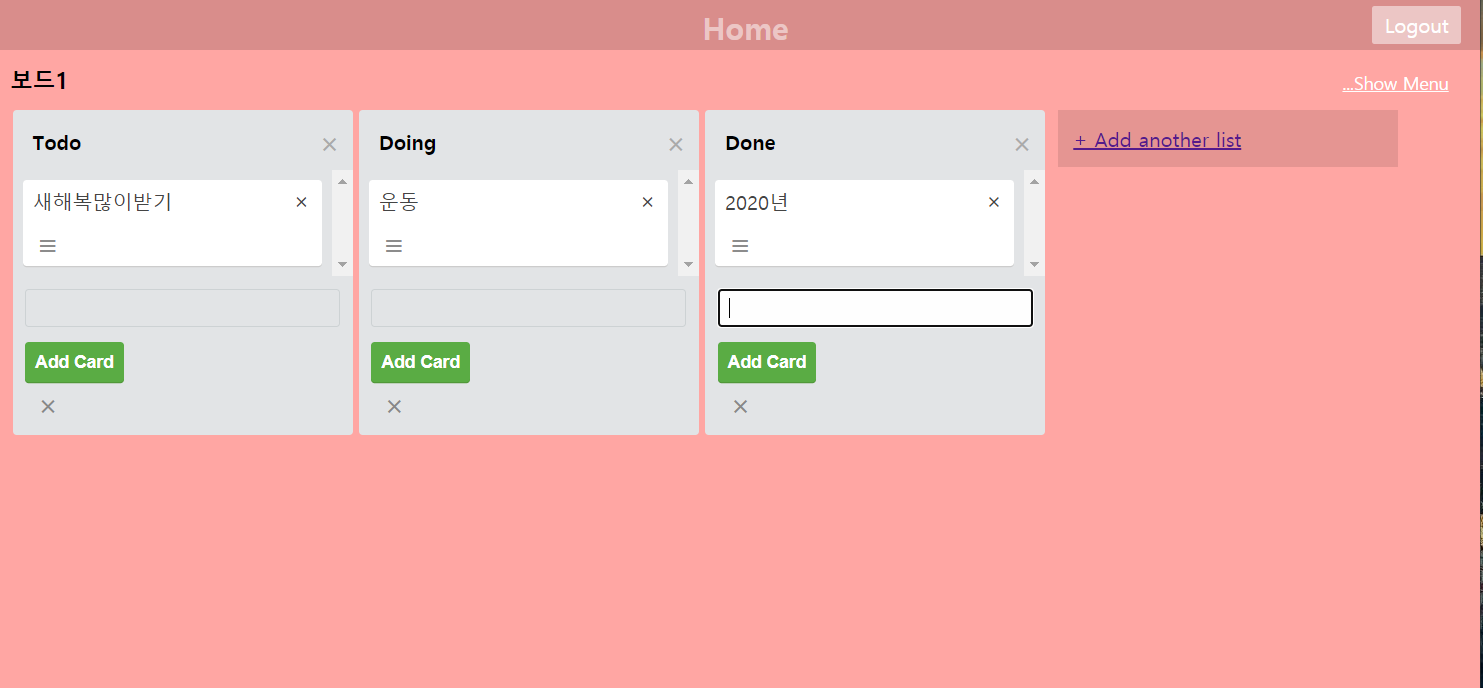 Home
Logout
보드1
...Show Menu
Todo ×
Doing ×
Done ×
+ Add another list
새해복많이받기 ×
운동 ×
2020년 ×
Add Card
Add Card
Add Card
×
×
×